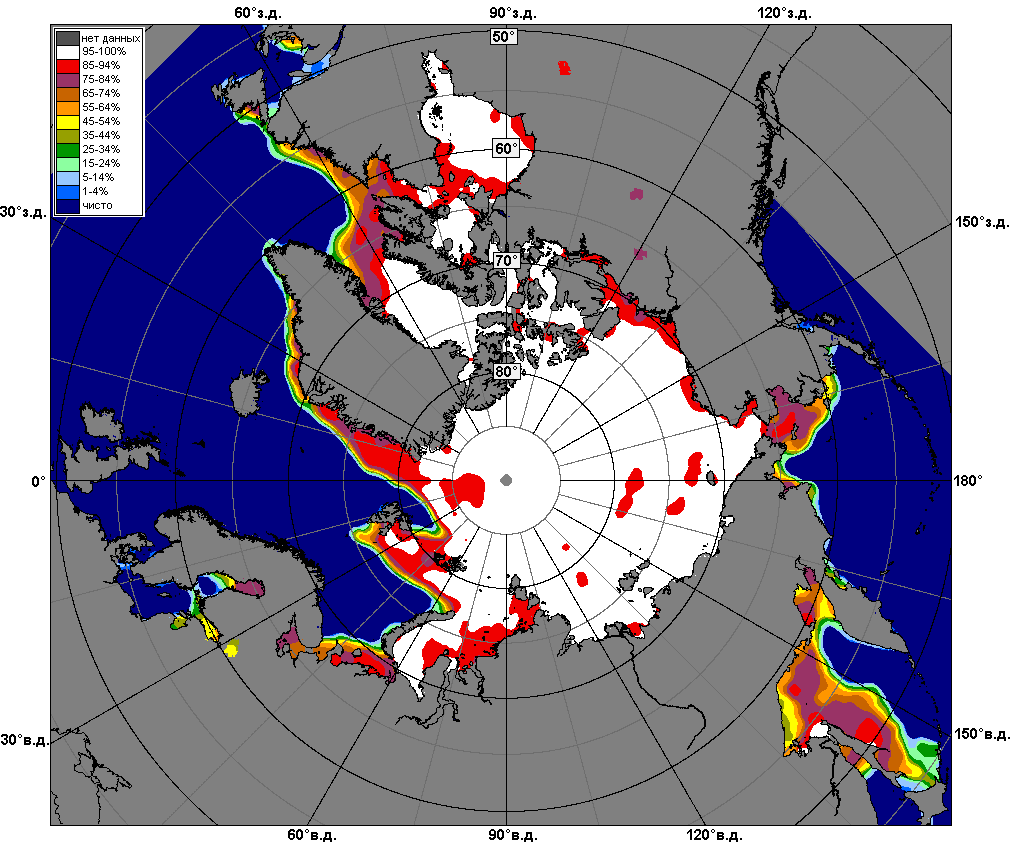 60°з.д.
90°з.д.
120°з.д.
нет данных
95-100%
85-94%
75-84%
65-74%
55-64%
45-54%
35-44%
25-34%
15-24%
5-14%
1-4%
чисто
50°
60°
70°
80°
30°з.д.
150°з.д.
0°
180°
30°в.д.
150°в.д.
60°в.д.
90°в.д.
120°в.д.